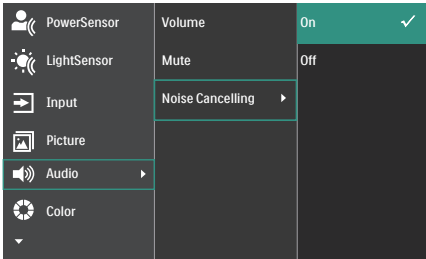 PowerSensor
LightSensor
Input
Picture
Audio
Color
Volume
Mute
Noise Cancelling
On
Off